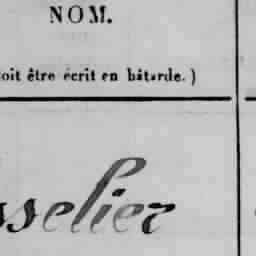 NOM.
oit être écrit en bâtarde.)
sselier